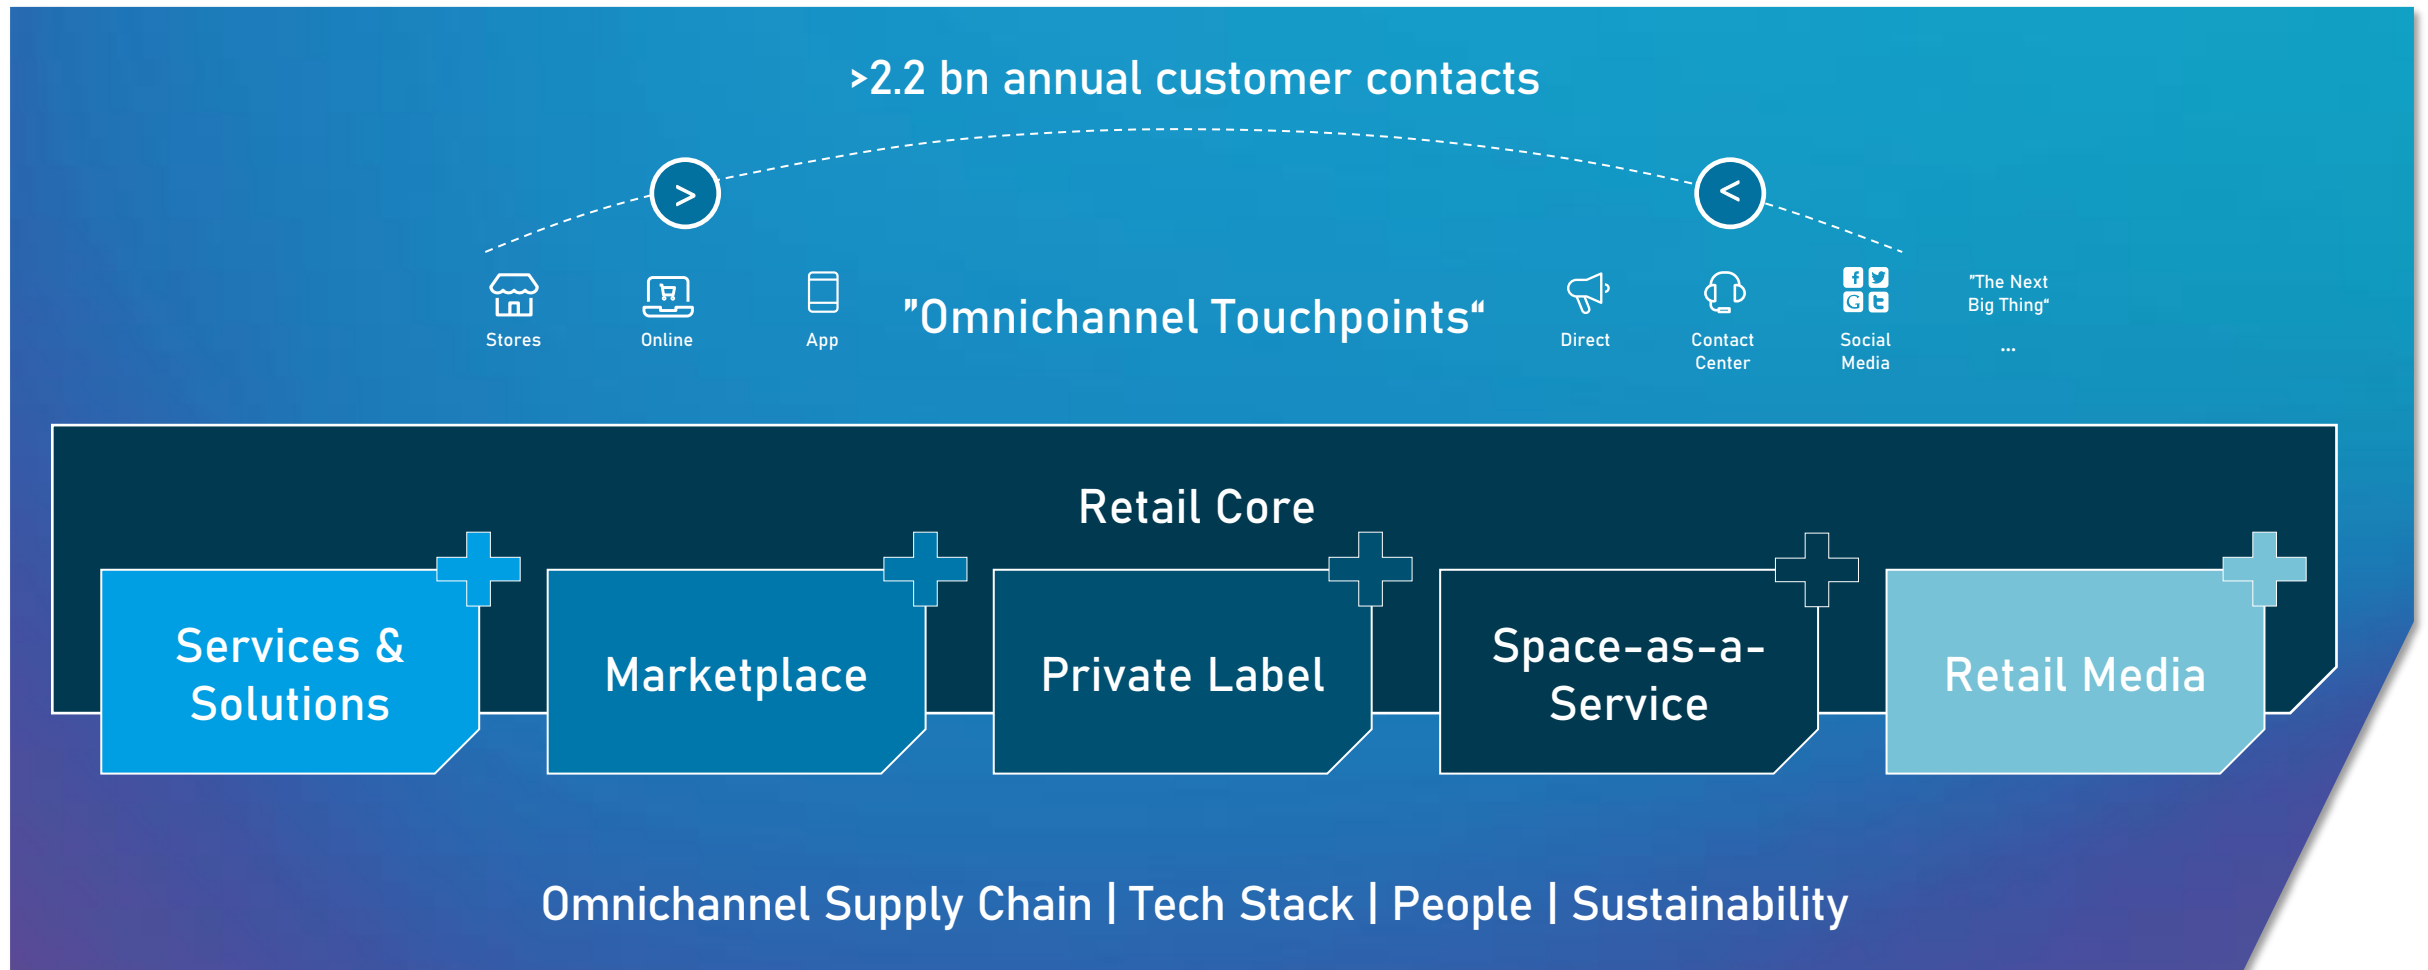 >2.2 bn annual customer contacts
>
<
"Omnichannel Touchpoints“
Stores
Online
App
Direct
Contact
Center
Social
Media
"The Next
Big Thing“
...
Retail Core
Services &
Solutions
Marketplace
Private Label
Space-as-a-
Service
Retail Media
Omnichannel Supply Chain | Tech Stack | People | Sustainability